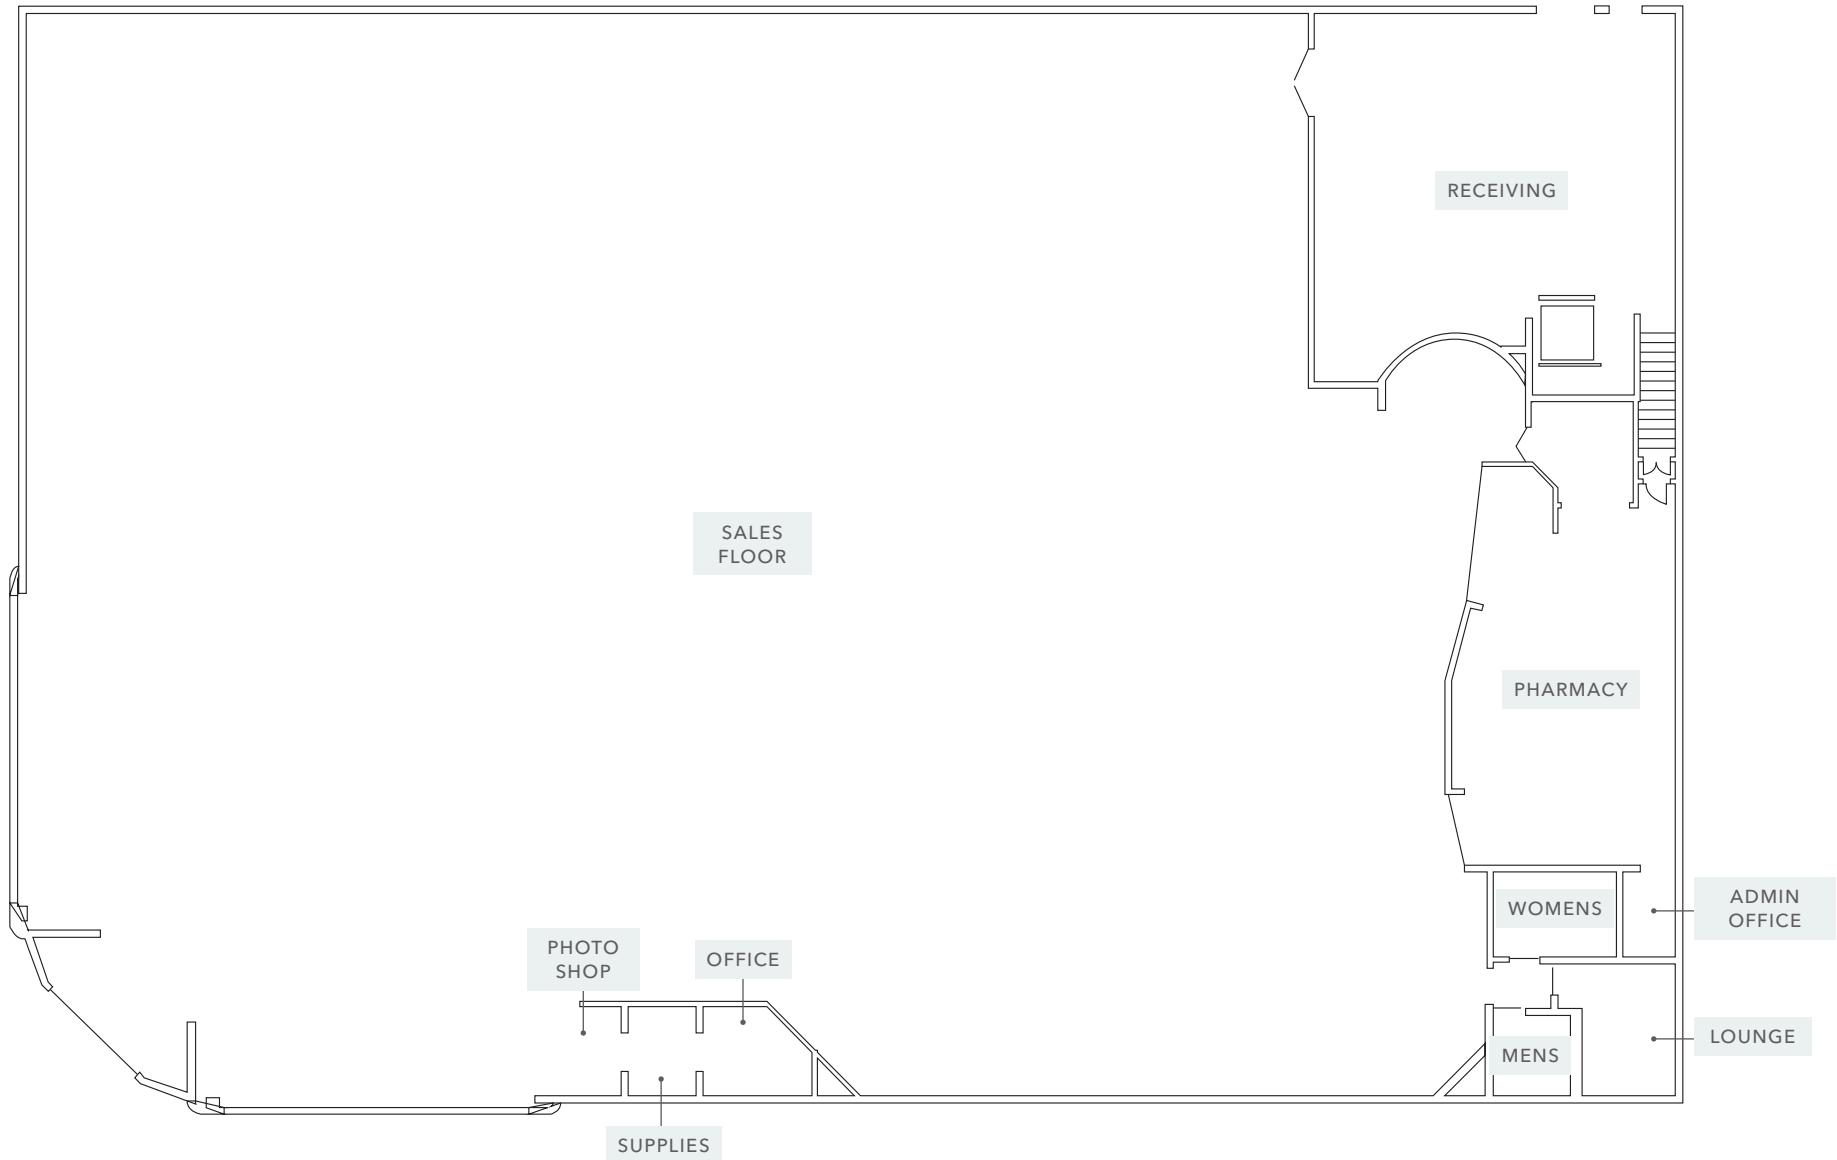 RECEIVING
SALES
FLOOR
PHARMACY
WOMENS
ADMIN
OFFICE
PHOTO
SHOP
OFFICE
LOUNGE
MENS
SUPPLIES